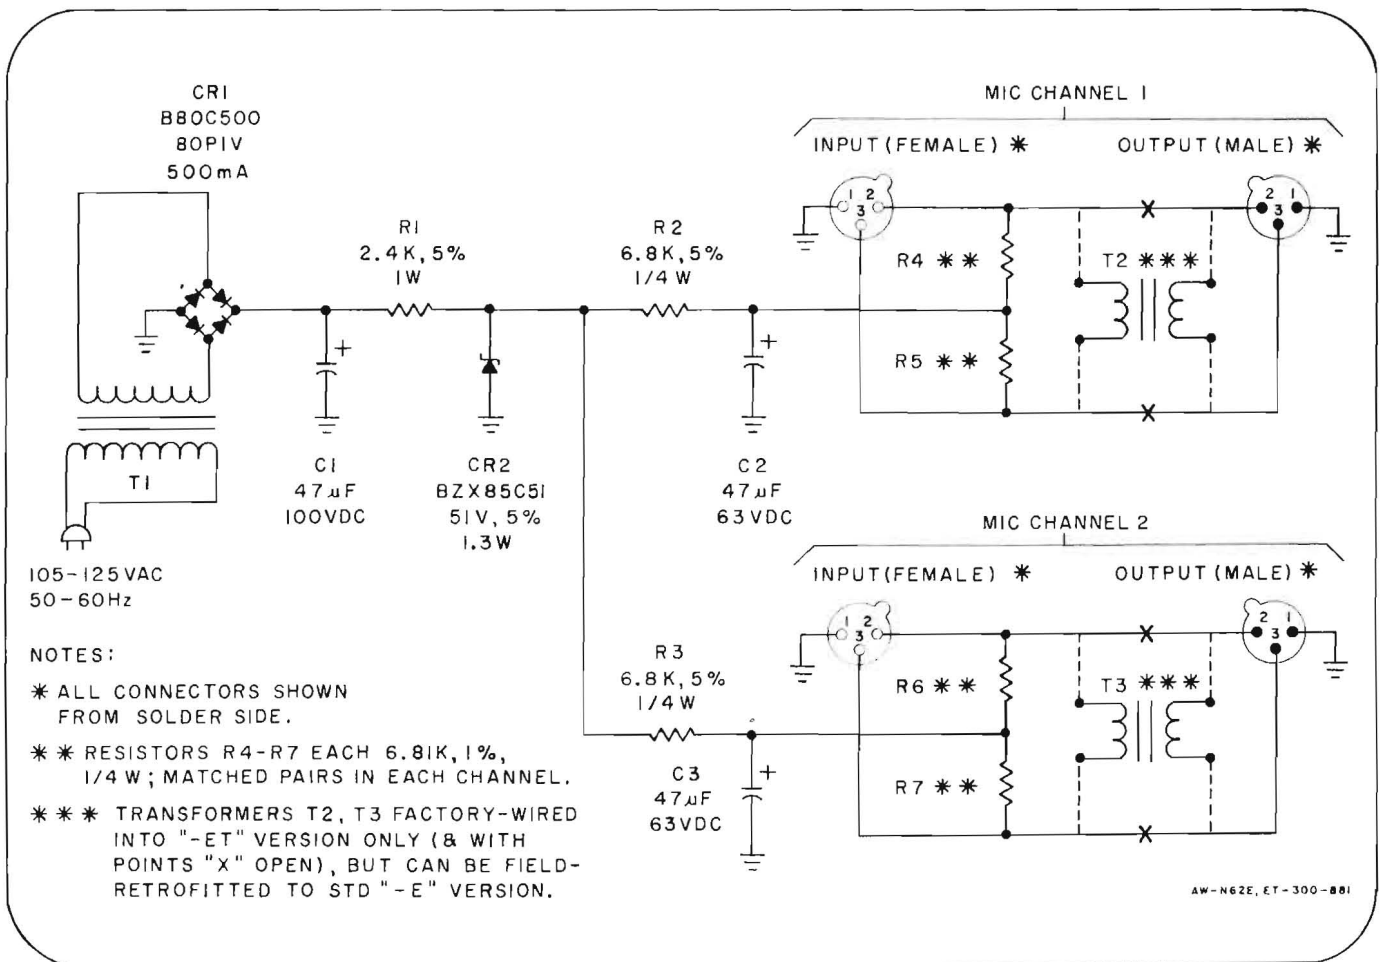 CR1
B80C500
80PIV
500mA
R1
2.4K, 5%
1W
R2
6.8K, 5%
1/4 W
C1
47µF
100VDC
CR2
BZX85C51
51V, 5%
1.3W
C2
47µF
63VDC
T1
105-125VAC
50-60Hz
MIC CHANNEL 1
INPUT (FEMALE) *
OUTPUT (MALE) *
1 2
3
2 1
3
R4 * *
R5 * *
T2 * * *
X
X
MIC CHANNEL 2
INPUT (FEMALE) *
OUTPUT (MALE) *
1 2
3
2 1
3
R3
6.8K, 5%
1/4 W
C3
47µF
63VDC
R6 * *
R7 * *
T3 * * *
X
X
NOTES:
* ALL CONNECTORS SHOWN
FROM SOLDER SIDE.
* * RESISTORS R4-R7 EACH 6.81K, 1%,
1/4 W; MATCHED PAIRS IN EACH CHANNEL.
* * * TRANSFORMERS T2, T3 FACTORY-WIRED
INTO "-ET" VERSION ONLY (& WITH
POINTS "X" OPEN), BUT CAN BE FIELD-
RETROFITTED TO STD "-E" VERSION.
AW-N62E, ET-300-881